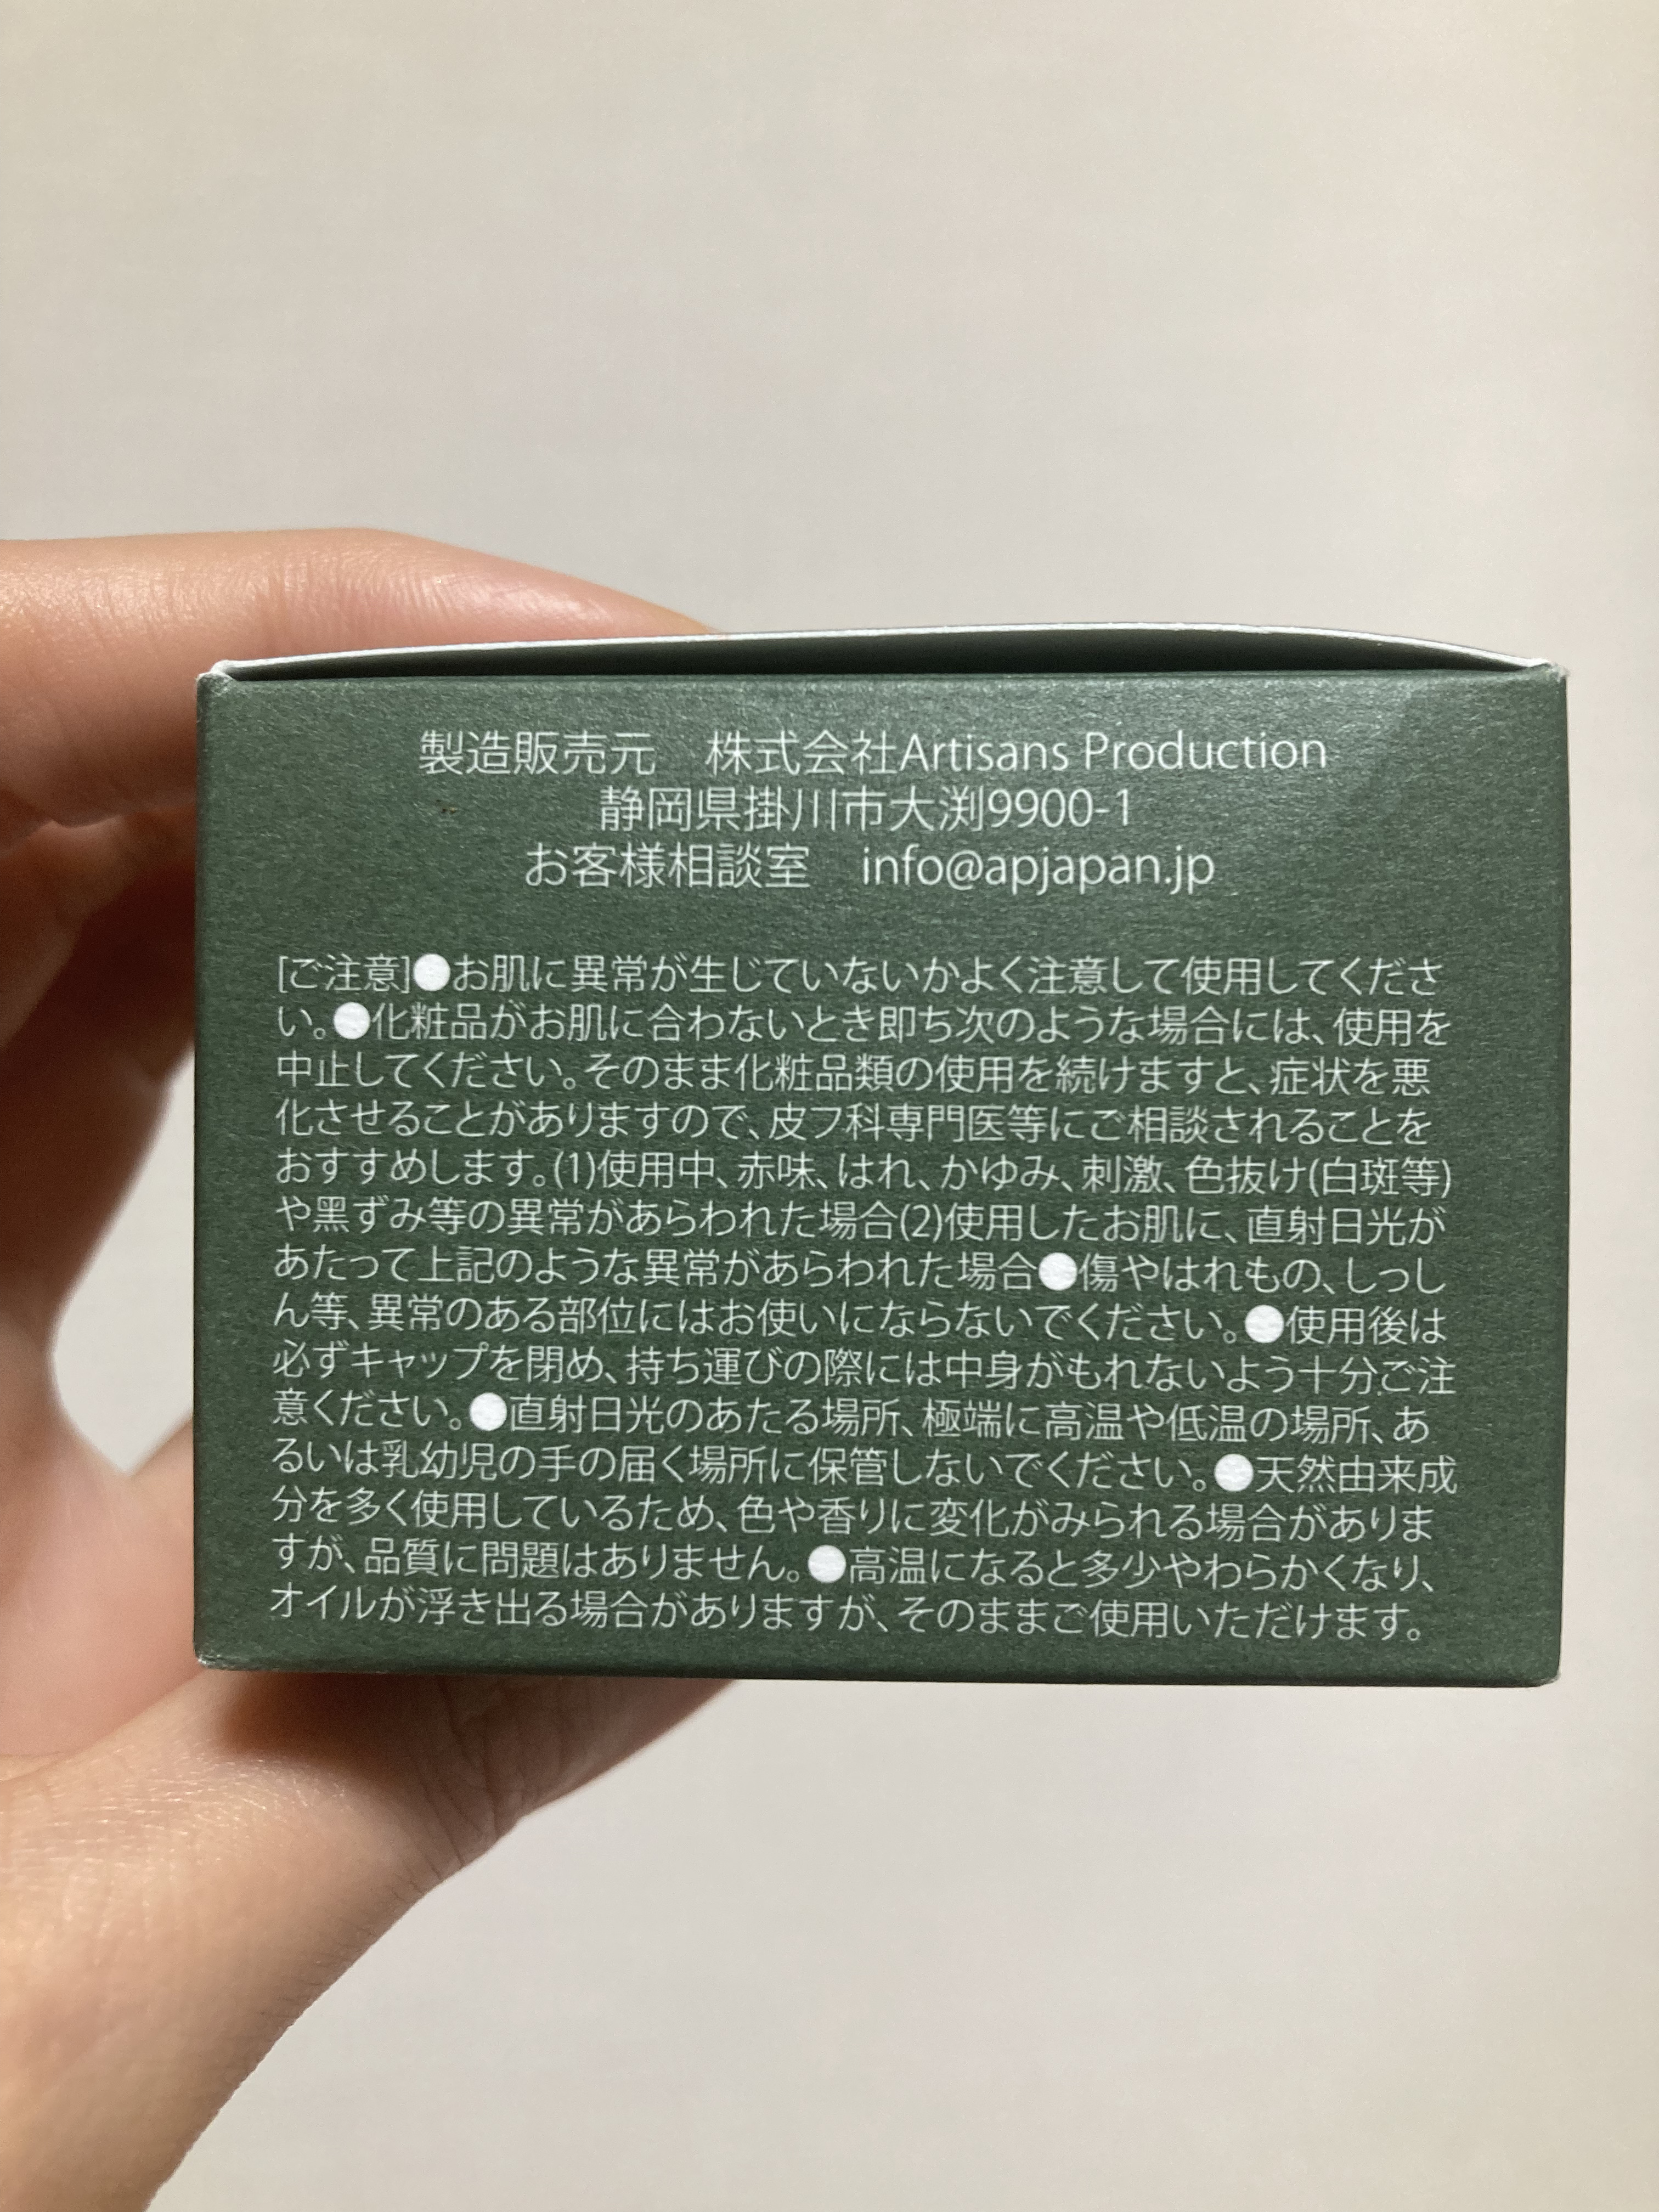 製造販売元　株式会社Artisans Production
静岡県掛川市大渕9900-1
お客様相談室　info@apjapan.jp
[ご注意]●お肌に異常が生じていないかよく注意して使用してくださ
い。●化粧品がお肌に合わないとき即ち次のような場合には、使用を
中止してください。そのまま化粧品類の使用を続けますと、症状を悪
化させることがありますので、皮フ科専門医等にご相談されることを
おすすめします。(1)使用中、赤味、はれ、かゆみ、刺激、色抜け(白斑等)
や黒ずみ等の異常があらわれた場合(2)使用したお肌に、直射日光が
あたって上記のような異常があらわれた場合●傷やはれもの、しっし
ん等、異常のある部位にはお使いにならないでください。●使用後は
必ずキャップを閉め、持ち運びの際には中身がもれないよう十分ご注
意ください。●直射日光のあたる場所、極端に高温や低温の場所、あ
るいは乳幼児の手の届く場所に保管しないでください。●天然由来成
分を多く使用しているため、色や香りに変化がみられる場合がありま
すが、品質に問題はありません。●高温になると多少やわらかくなり、
オイルが浮き出る場合がありますが、そのままご使用いただけます。